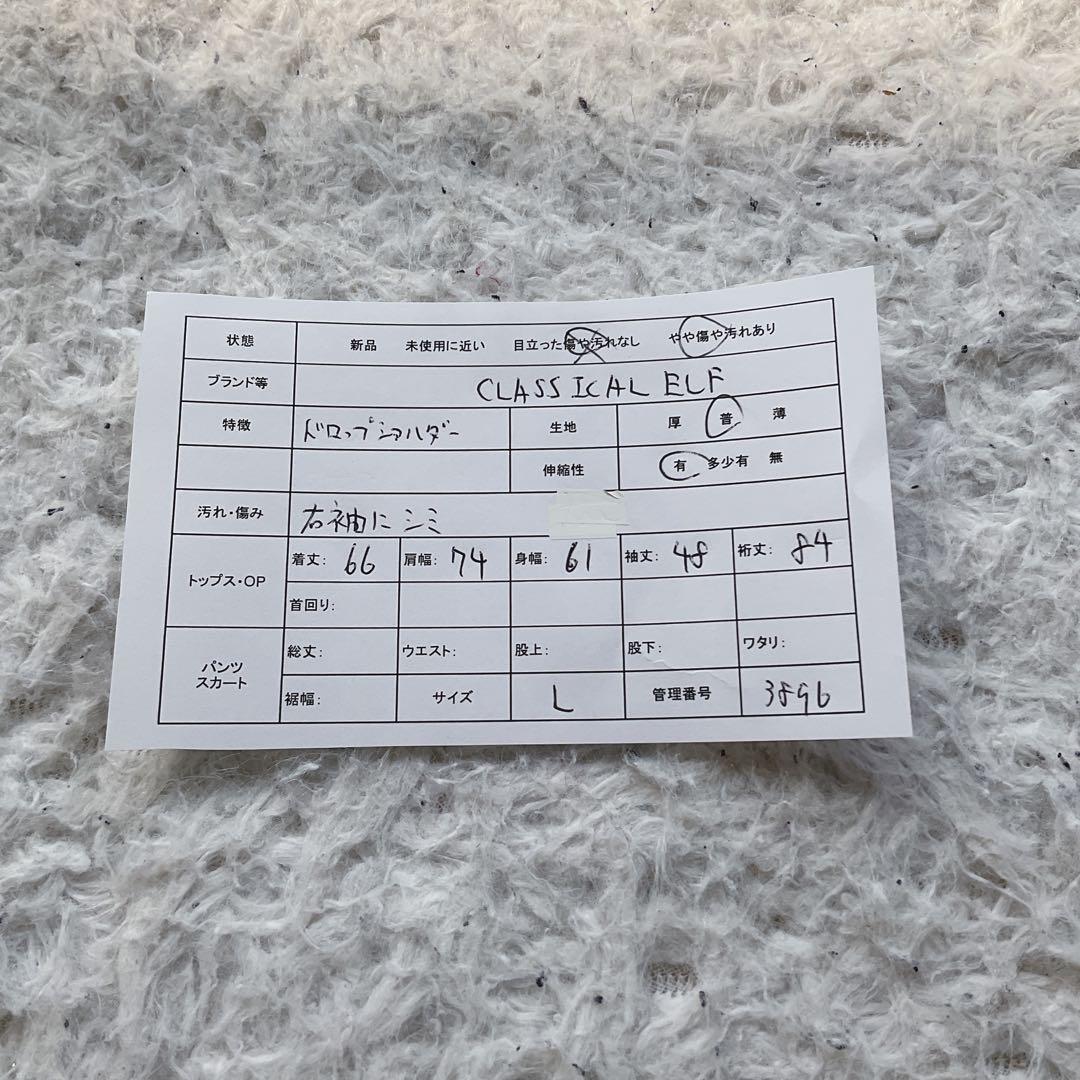 状態 新品 未使用に近い 目立った傷や汚れなし やや傷や汚れあり
ブランド等 CLASSICAL ELF
特徴 ドロップショルダー 生地 厚 普 薄
伸縮性 有 多少有 無
汚れ・傷み 右袖にシミ
トップス・OP 着丈: 66 肩幅: 74 身幅: 61 袖丈: 48 裄丈: 84
首回り:
パンツ
スカート
総丈: ウエスト: 股上: 股下: ワタリ:
裾幅: サイズ L 管理番号 3896